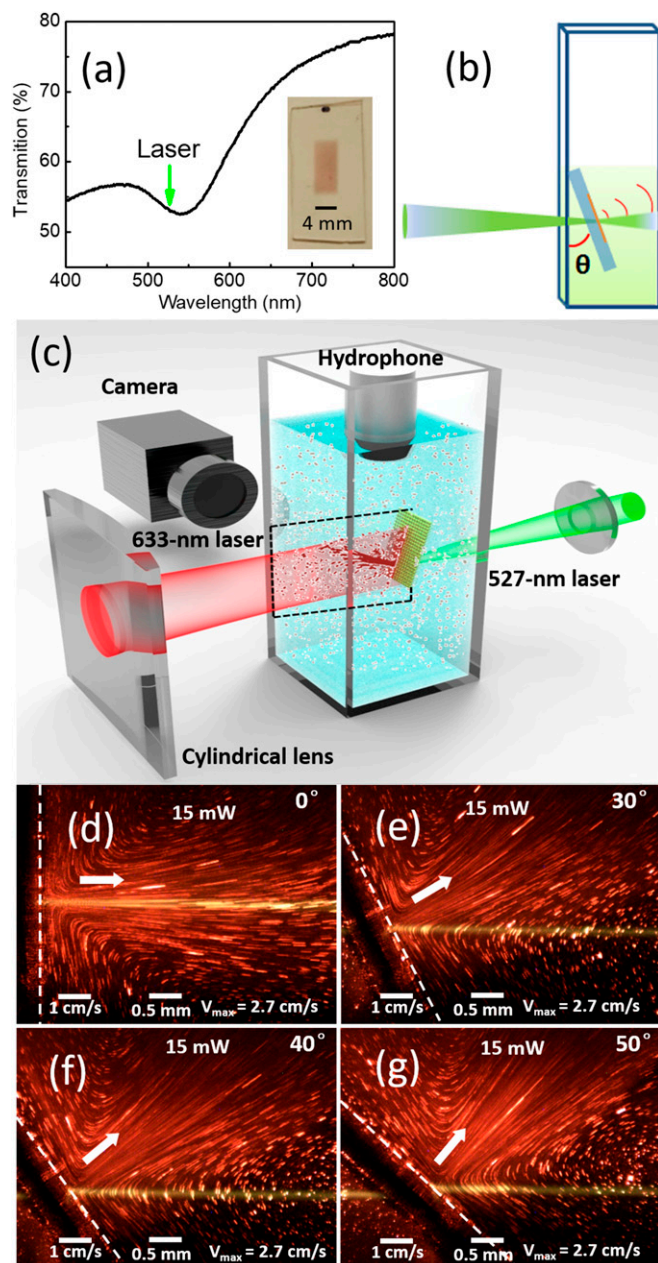 80
(a)
70
Transmition (%)
Laser
60
50
4 mm
400 500 600 700 800
Wavelength (nm)
(b)
θ
(c)
Hydrophone
Camera
633-nm laser
527-nm laser
Cylindrical lens
(d) 15 mW 0°
1 cm/s 0.5 mm Vmax = 2.7 cm/s
(e) 15 mW 30°
1 cm/s 0.5 mm Vmax = 2.7 cm/s
(f) 15 mW 40°
1 cm/s 0.5 mm Vmax = 2.7 cm/s
(g) 15 mW 50°
1 cm/s 0.5 mm Vmax = 2.7 cm/s